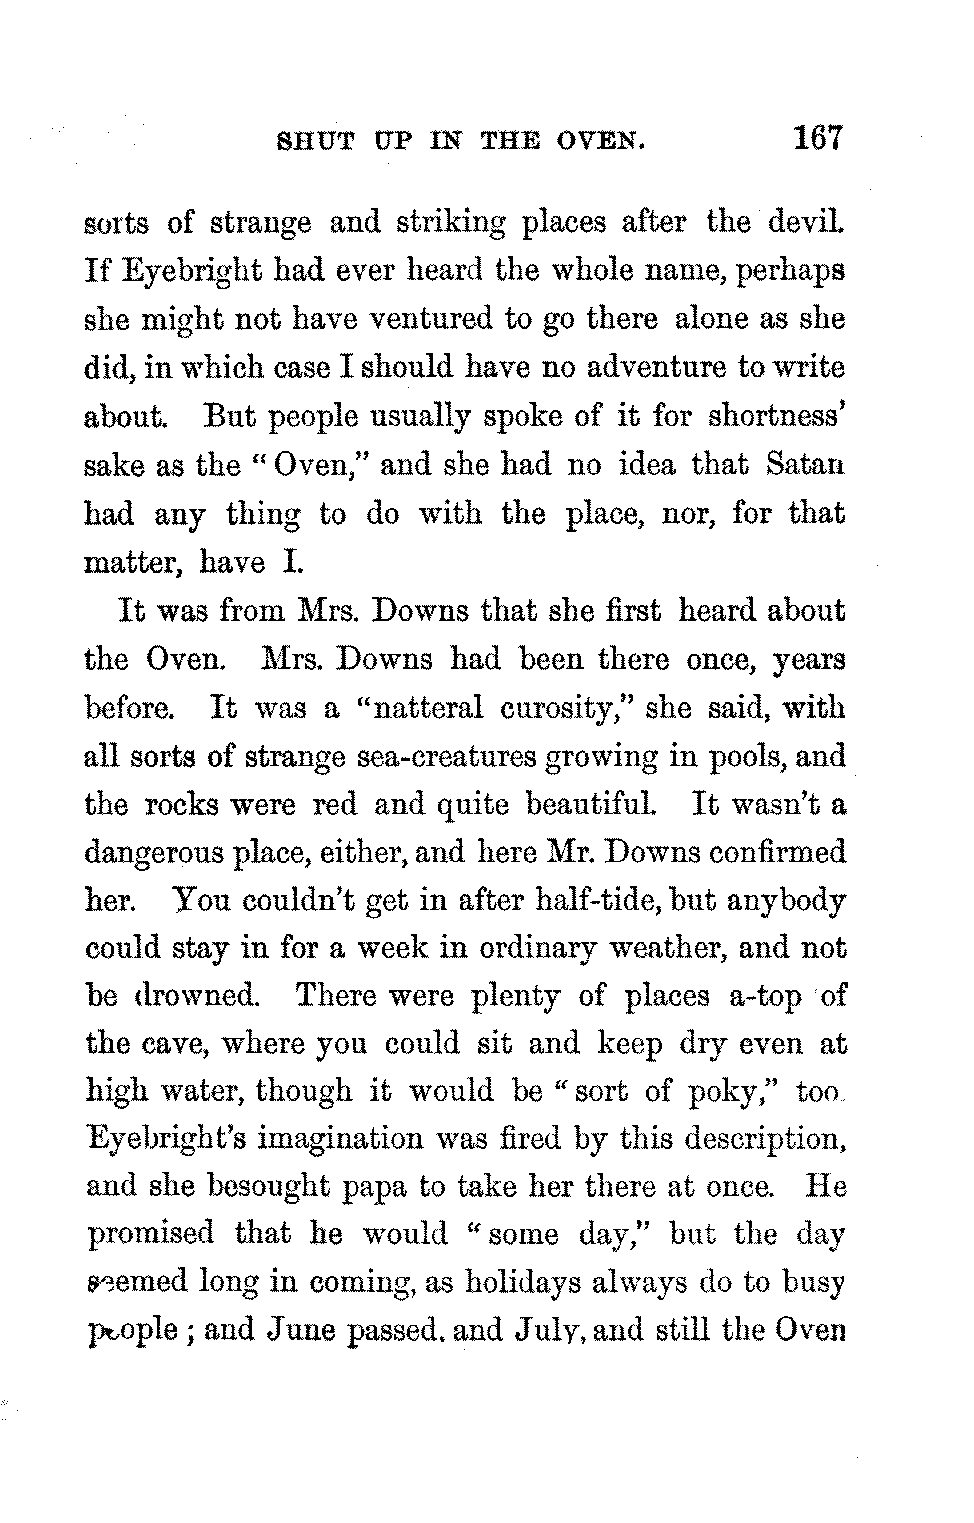 SHUT UP IN THE OVEN. 167
sorts of strange and striking places after the devil.
If Eyebright had ever heard the whole name, perhaps
she might not have ventured to go there alone as she
did, in which case I should have no adventure to write
about. But people usually spoke of it for shortness'
sake as the "Oven," and she had no idea that Satan
had any thing to do with the place, nor, for that
matter, have I.
It was from Mrs. Downs that she first heard about
the Oven. Mrs. Downs had been there once, years
before. It was a "natteral curosity," she said, with
all sorts of strange sea-creatures growing in pools, and
the rocks were red and quite beautiful. It wasn't a
dangerous place, either, and here Mr. Downs confirmed
her. You couldn't get in after half-tide, but anybody
could stay in for a week in ordinary weather, and not
be drowned. There were plenty of places a-top of
the cave, where you could sit and keep dry even at
high water, though it would be "sort of poky," too.
Eyebright's imagination was fired by this description,
and she besought papa to take her there at once. He
promised that he would "some day," but the day
seemed long in coming, as holidays always do to busy
people; and June passed, and July, and still the Oven